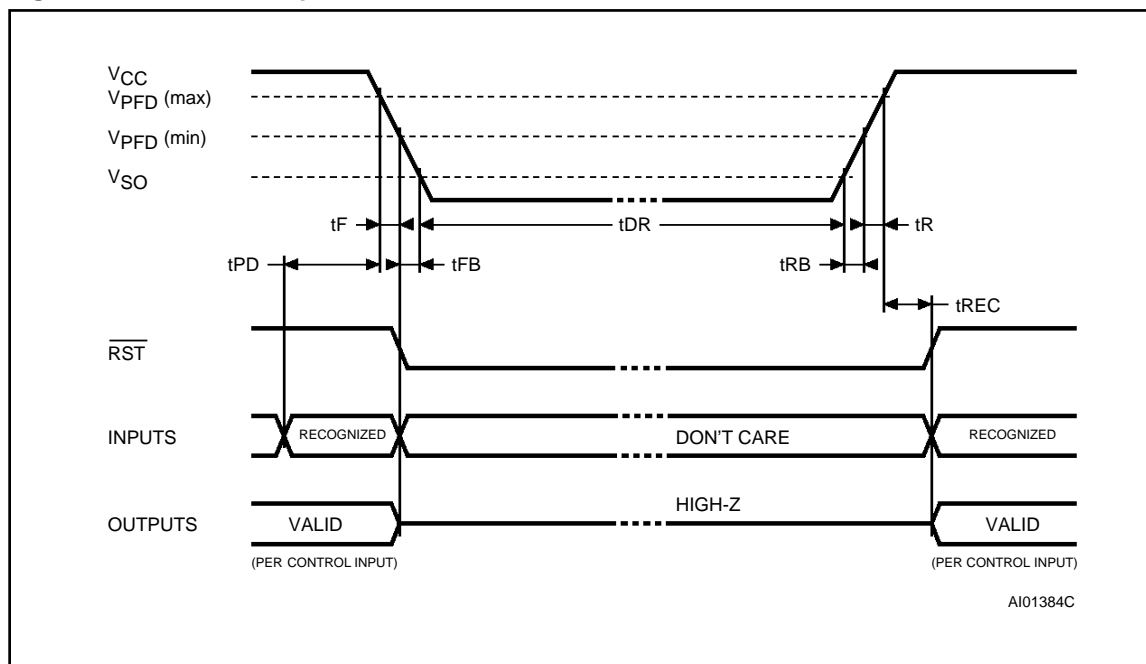 VCC
VPFD (max)
VPFD (min)
VSO
tF
tDR
tR
tPD
tFB
tRB
tREC
RST
INPUTS
RECOGNIZED
DON'T CARE
RECOGNIZED
HIGH-Z
OUTPUTS
VALID
VALID
(PER CONTROL INPUT)
(PER CONTROL INPUT)
AI01384C